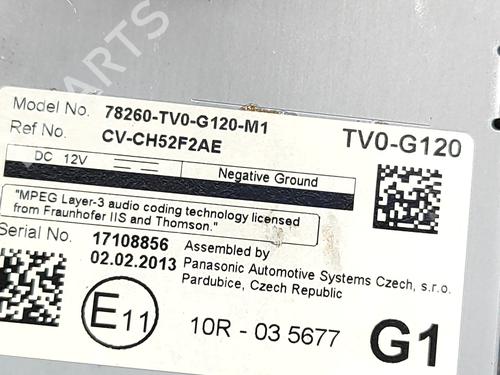 PARTS
Model No. 78260-TV0-G120-M1
Ref No. CV-CH52F2AE
TV0-G120
DC 12V Negative Ground
"MPEG Layer-3 audio coding technology licensed
from Fraunhofer IIS and Thomson."
Serial No. 17108856
02.02.2013
Assembled by
Panasonic Automotive Systems Czech, s.r.o.
Pardubice, Czech Republic
E11
10R - 03 5677
G1